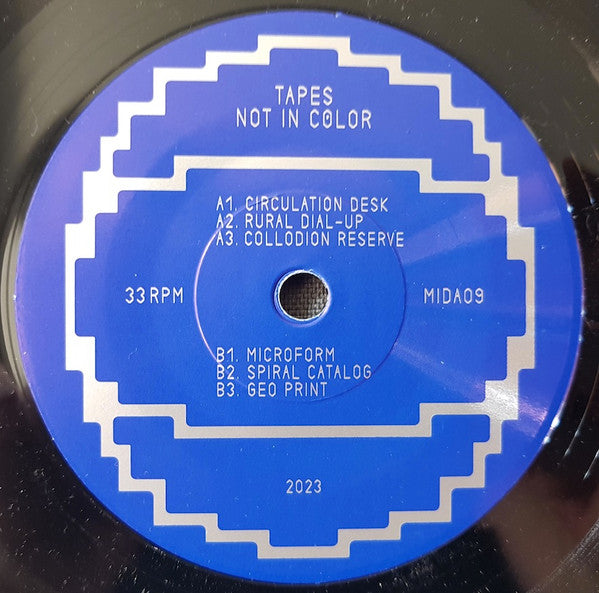 TAPES
NOT IN COLOR
A1. CIRCULATION DESK
A2. RURAL DIAL-UP
A3. COLLODION RESERVE
33 RPM
MIDA09
B1. MICROFORM
B2. SPIRAL CATALOG
B3. GEO PRINT
2023